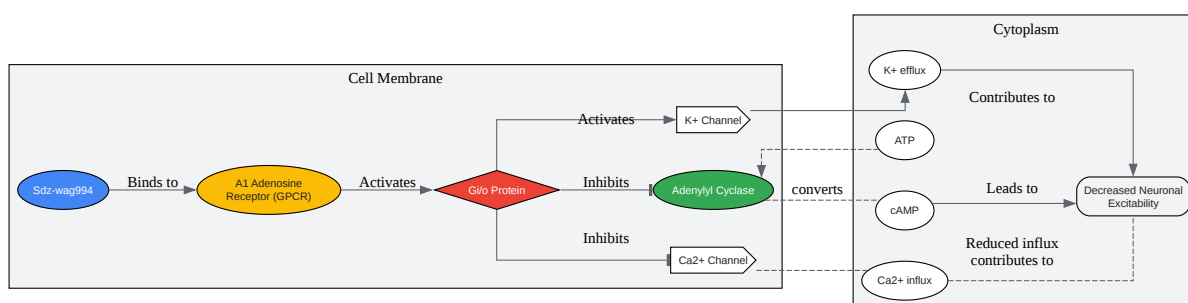 Cytoplasm
Cell Membrane
K+ efflux
Contributes to
Activates
K+ Channel
ATP
Sdz-wag994
Binds to
A1 Adenosine
Receptor (GPCR)
Activates
Gi/o Protein
Inhibits
Adenylyl Cyclase
converts
cAMP
Leads to
Decreased Neuronal
Excitability
Inhibits
Ca2+ Channel
Reduced influx
contributes to
Ca2+ influx